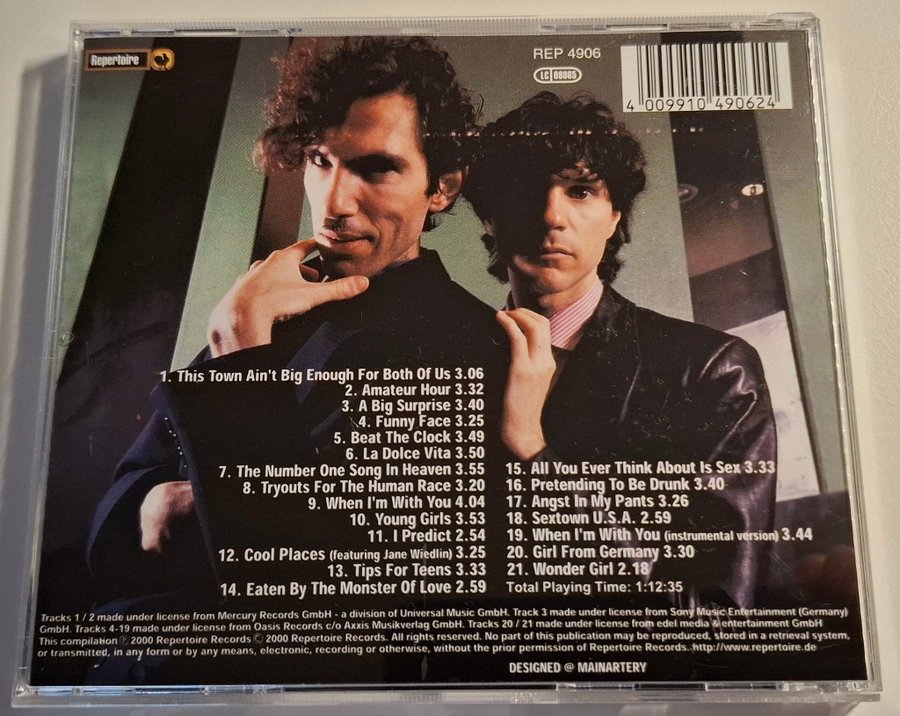 Repertoire
REP 4906
LC 08065
4 009910 490624
1. This Town Ain't Big Enough For Both Of Us 3.06
2. Amateur Hour 3.32
3. A Big Surprise 3.40
4. Funny Face 3.25
5. Beat The Clock 3.49
6. La Dolce Vita 3.50
7. The Number One Song In Heaven 3.55
8. Tryouts For The Human Race 3.20
9. When I'm With You 4.04
10. Young Girls 3.53
11. I Predict 2.54
12. Cool Places (featuring Jane Wiedlin) 3.25
13. Tips For Teens 3.33
14. Eaten By The Monster Of Love 2.59
15. All You Ever Think About Is Sex 3.33
16. Pretending To Be Drunk 3.40
17. Angst In My Pants 3.26
18. Sextown U.S.A. 2.59
19. When I'm With You (instrumental version) 3.44
20. Girl From Germany 3.30
21. Wonder Girl 2.18
Total Playing Time: 1:12:35
Tracks 1 / 2 made under license from Mercury Records GmbH - a division of Universal Music GmbH. Track 3 made under license from Sony Music Entertainment (Germany)
GmbH. Tracks 4-19 made under license from Oasis Records c/o Axxis Musikverlag GmbH. Tracks 20 / 21 made under license from edel media & entertainment GmbH
This compilation ℗ 2000 Repertoire Records © 2000 Repertoire Records. All rights reserved. No part of this publication may be reproduced, stored in a retrieval system,
or transmitted, in any form or by any means, electronic, recording or otherwise, without the prior permission of Repertoire Records. http://www.repertoire.de
DESIGNED @ MAINARTERY